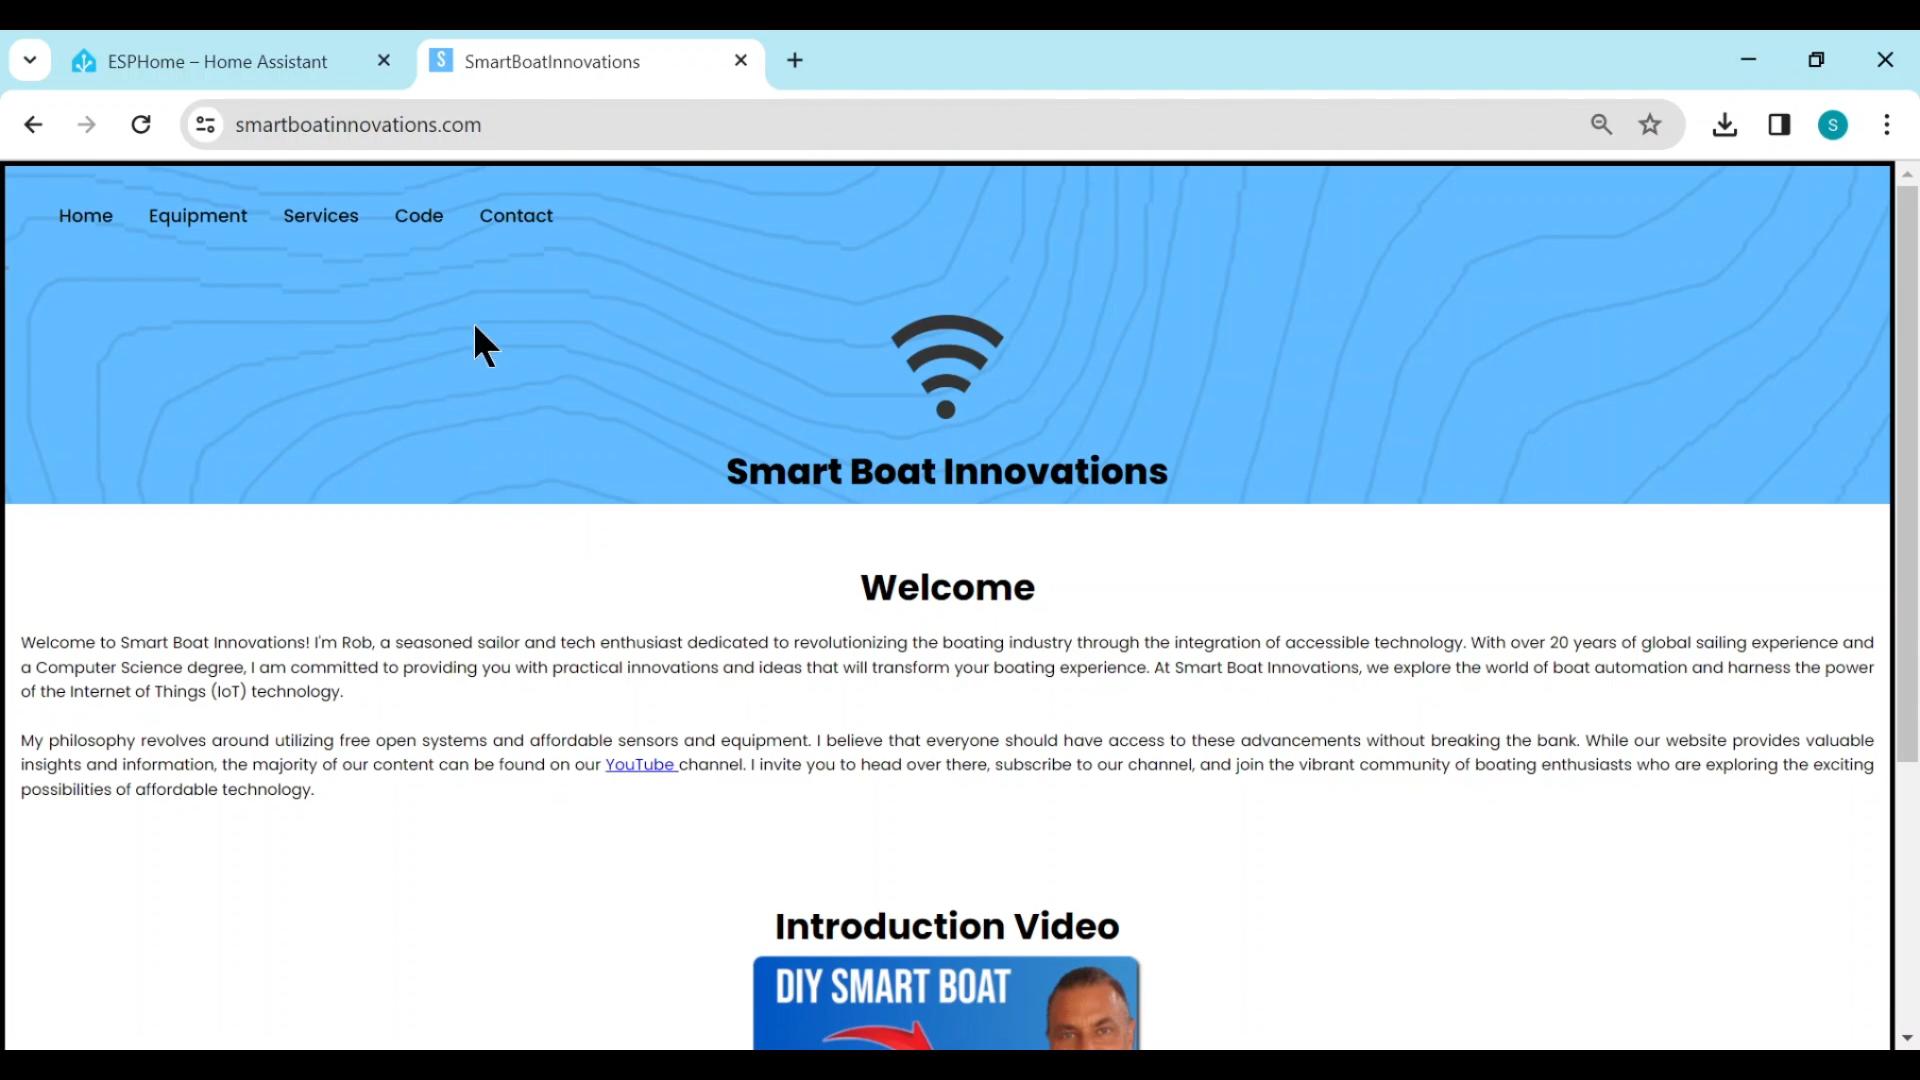 ESPHome – Home Assistant
S SmartBoatInnovations
smartboatinnovations.com
S
Home Equipment Services Code Contact
Smart Boat Innovations
Welcome
Welcome to Smart Boat Innovations! I'm Rob, a seasoned sailor and tech enthusiast dedicated to revolutionizing the boating industry through the integration of accessible technology. With over 20 years of global sailing experience and
a Computer Science degree, I am committed to providing you with practical innovations and ideas that will transform your boating experience. At Smart Boat Innovations, we explore the world of boat automation and harness the power
of the Internet of Things (IoT) technology.
My philosophy revolves around utilizing free open systems and affordable sensors and equipment. I believe that everyone should have access to these advancements without breaking the bank. While our website provides valuable
insights and information, the majority of our content can be found on our YouTube channel. I invite you to head over there, subscribe to our channel, and join the vibrant community of boating enthusiasts who are exploring the exciting
possibilities of affordable technology.
Introduction Video
DIY SMART BOAT